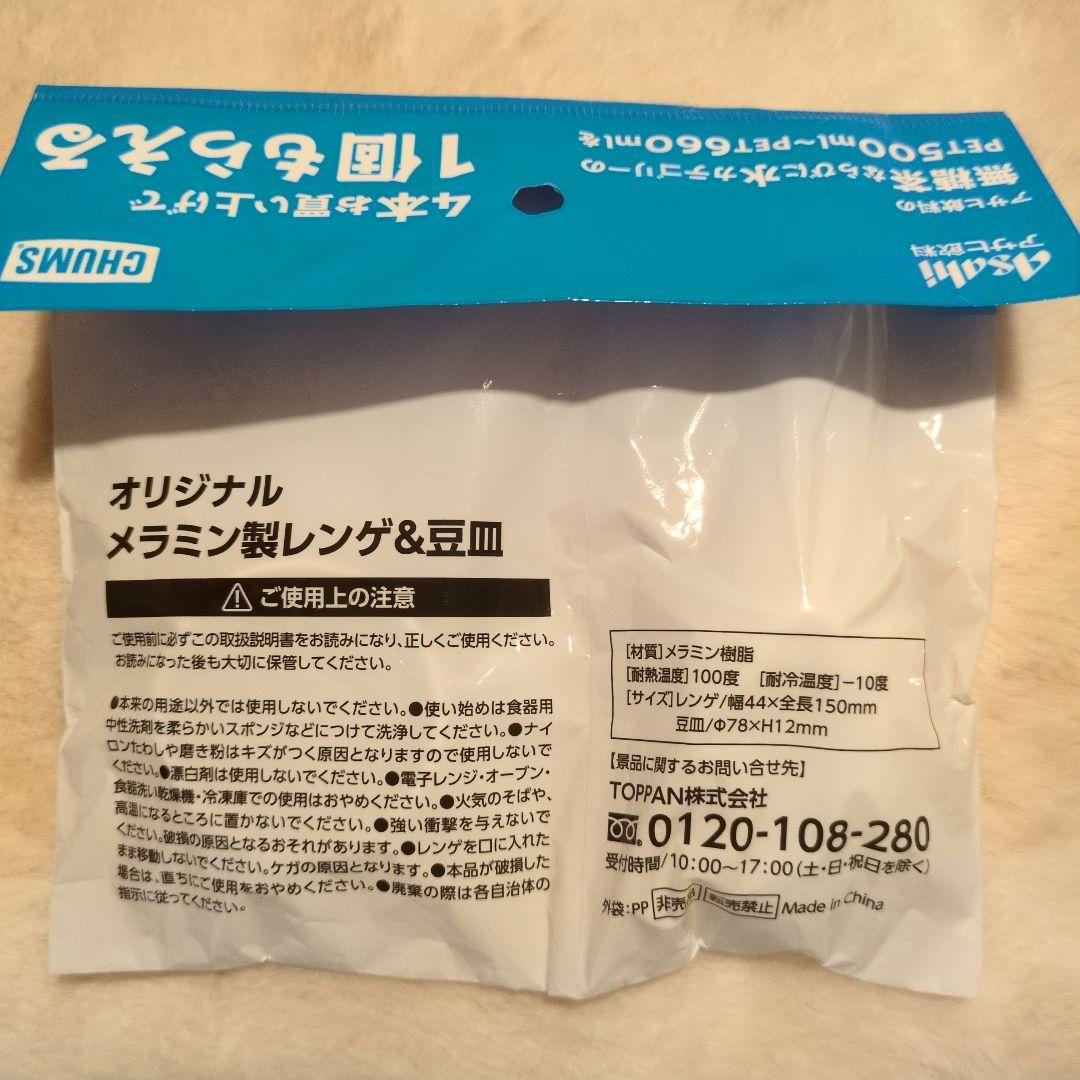 Asahi
アサヒ飲料
アサヒ飲料の
無糖茶ならびに水カテゴリーの
PET500ml〜PET660mlを
CHUMS
4本お買い上げで
1個もらえる
オリジナル
メラミン製レンゲ&豆皿
ご使用上の注意
ご使用前に必ずこの取扱説明書をお読みになり、正しくご使用ください。
お読みになった後も大切に保管してください。
●本来の用途以外では使用しないでください。●使い始めは食器用
中性洗剤を柔らかいスポンジなどにつけて洗浄してください。●ナイ
ロンたわしや磨き粉はキズがつく原因となりますので使用しないで
ください。●漂白剤は使用しないでください。●電子レンジ・オーブン・
食器洗い乾燥機・冷凍庫での使用はおやめください。●火気のそばや、
高温になるところに置かないでください。●強い衝撃を与えないで
ください。破損の原因となるおそれがあります。●レンゲを口に入れた
まま移動しないでください。ケガの原因となります。●本品が破損した
場合は、直ちにご使用をおやめください。●廃棄の際は各自治体の
指示に従ってください。
[材質]メラミン樹脂
[耐熱温度]100度 [耐冷温度]−10度
[サイズ]レンゲ/幅44×全長150mm
豆皿/Φ78×H12mm
【景品に関するお問い合せ先】
TOPPAN株式会社
0120-108-280
受付時間/10:00〜17:00(土・日・祝日を除く)
外袋:PP 非売品 転売禁止 Made in China